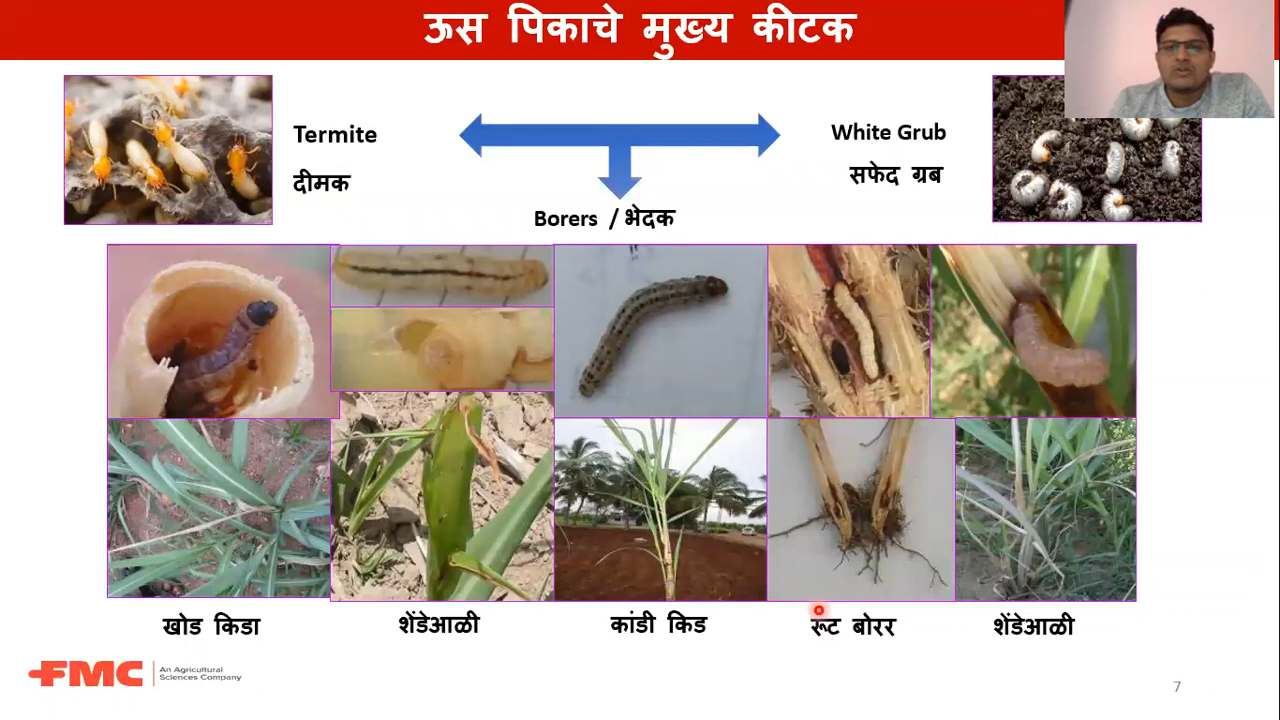 ऊस पिकाचे मुख्य कीटक
Termite
दीमक
White Grub
सफेद ग्रब
Borers / भेदक
खोड किडा
शेंडेआळी
कांडी किड
रूट बोरर
शेंडेआळी
FMC
An Agricultural
Sciences Company
7